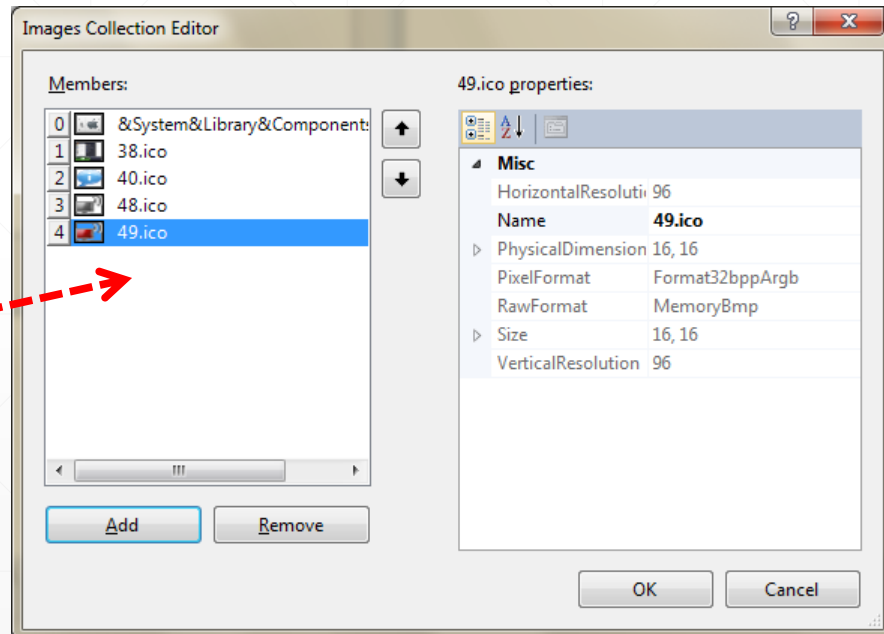 Images Collection Editor
Members:
49.ico properties:
0 &System&Library&Component
1 38.ico
2 40.ico
3 48.ico
4 49.ico
Misc
HorizontalResoluti 96
Name 49.ico
PhysicalDimension 16, 16
PixelFormat Format32bppArgb
RawFormat MemoryBmp
Size 16, 16
VerticalResolution 96
Add Remove
OK Cancel